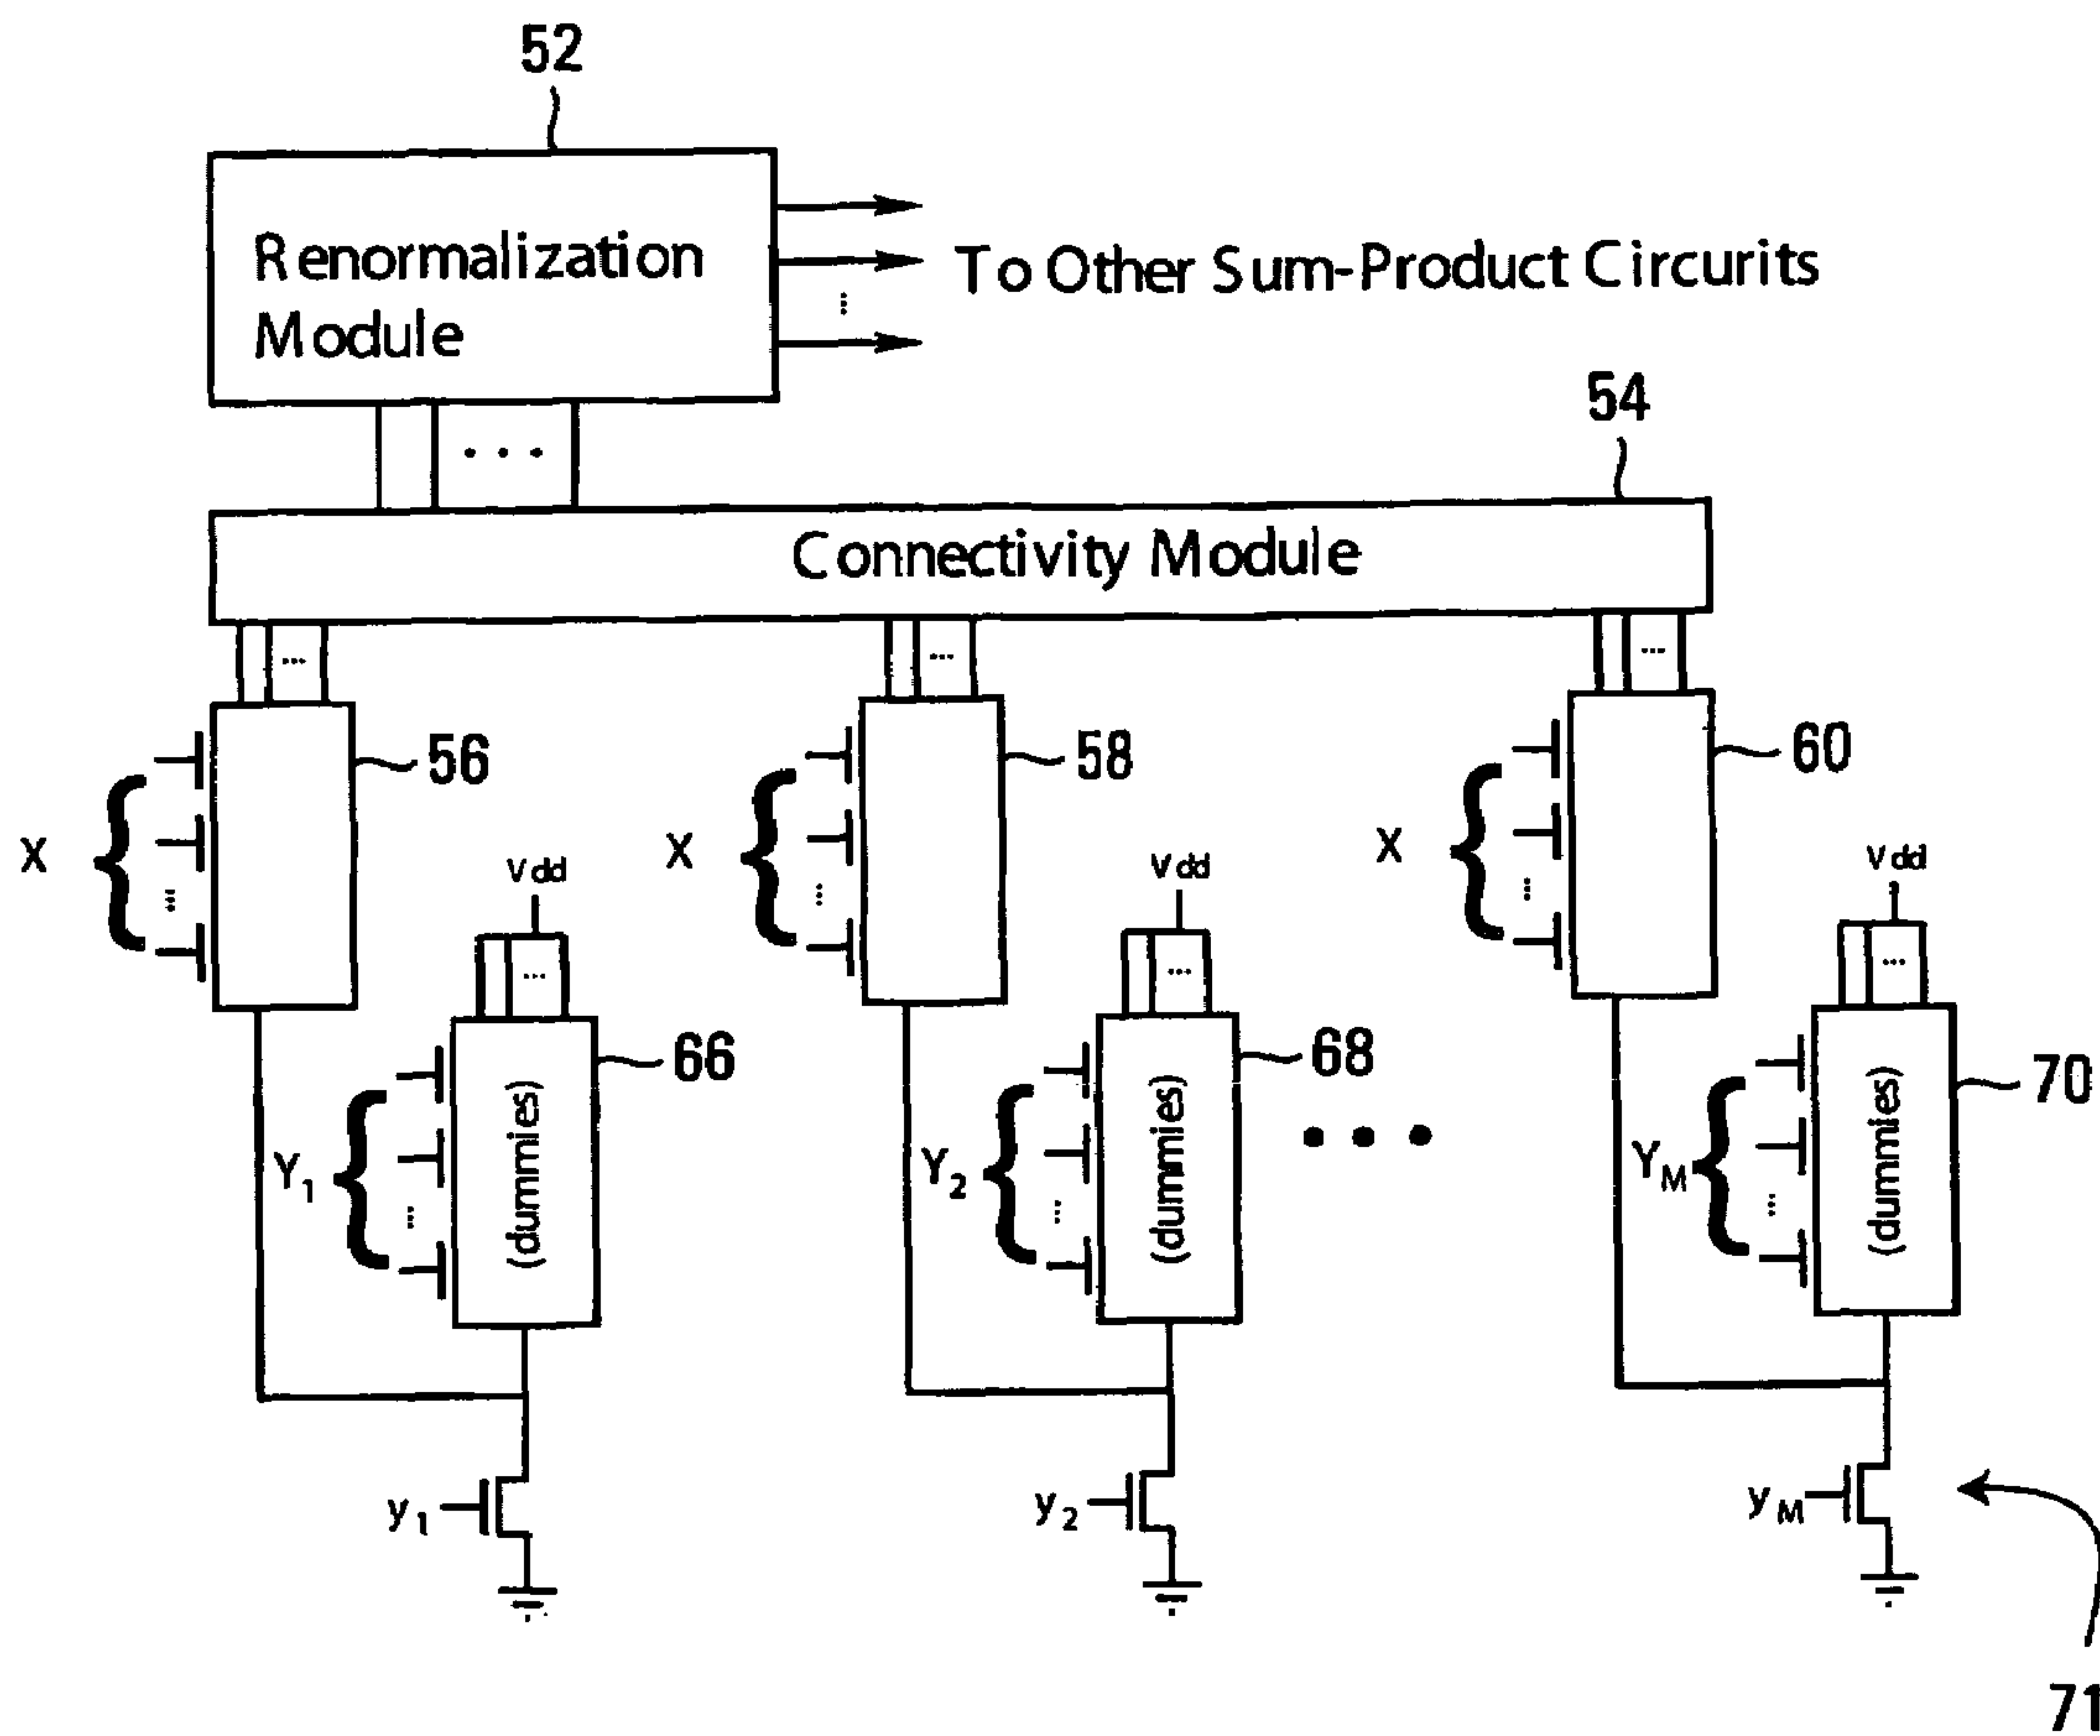 52
Renormalization
Module
To Other Sum-Product Circurits
54
Connectivity Module
56
58
60
X
X
X
Vdd
Vdd
Vdd
66
68
70
(dummies)
(dummies)
(dummies)
Y1
Y2
YM
y1
y2
yM
71